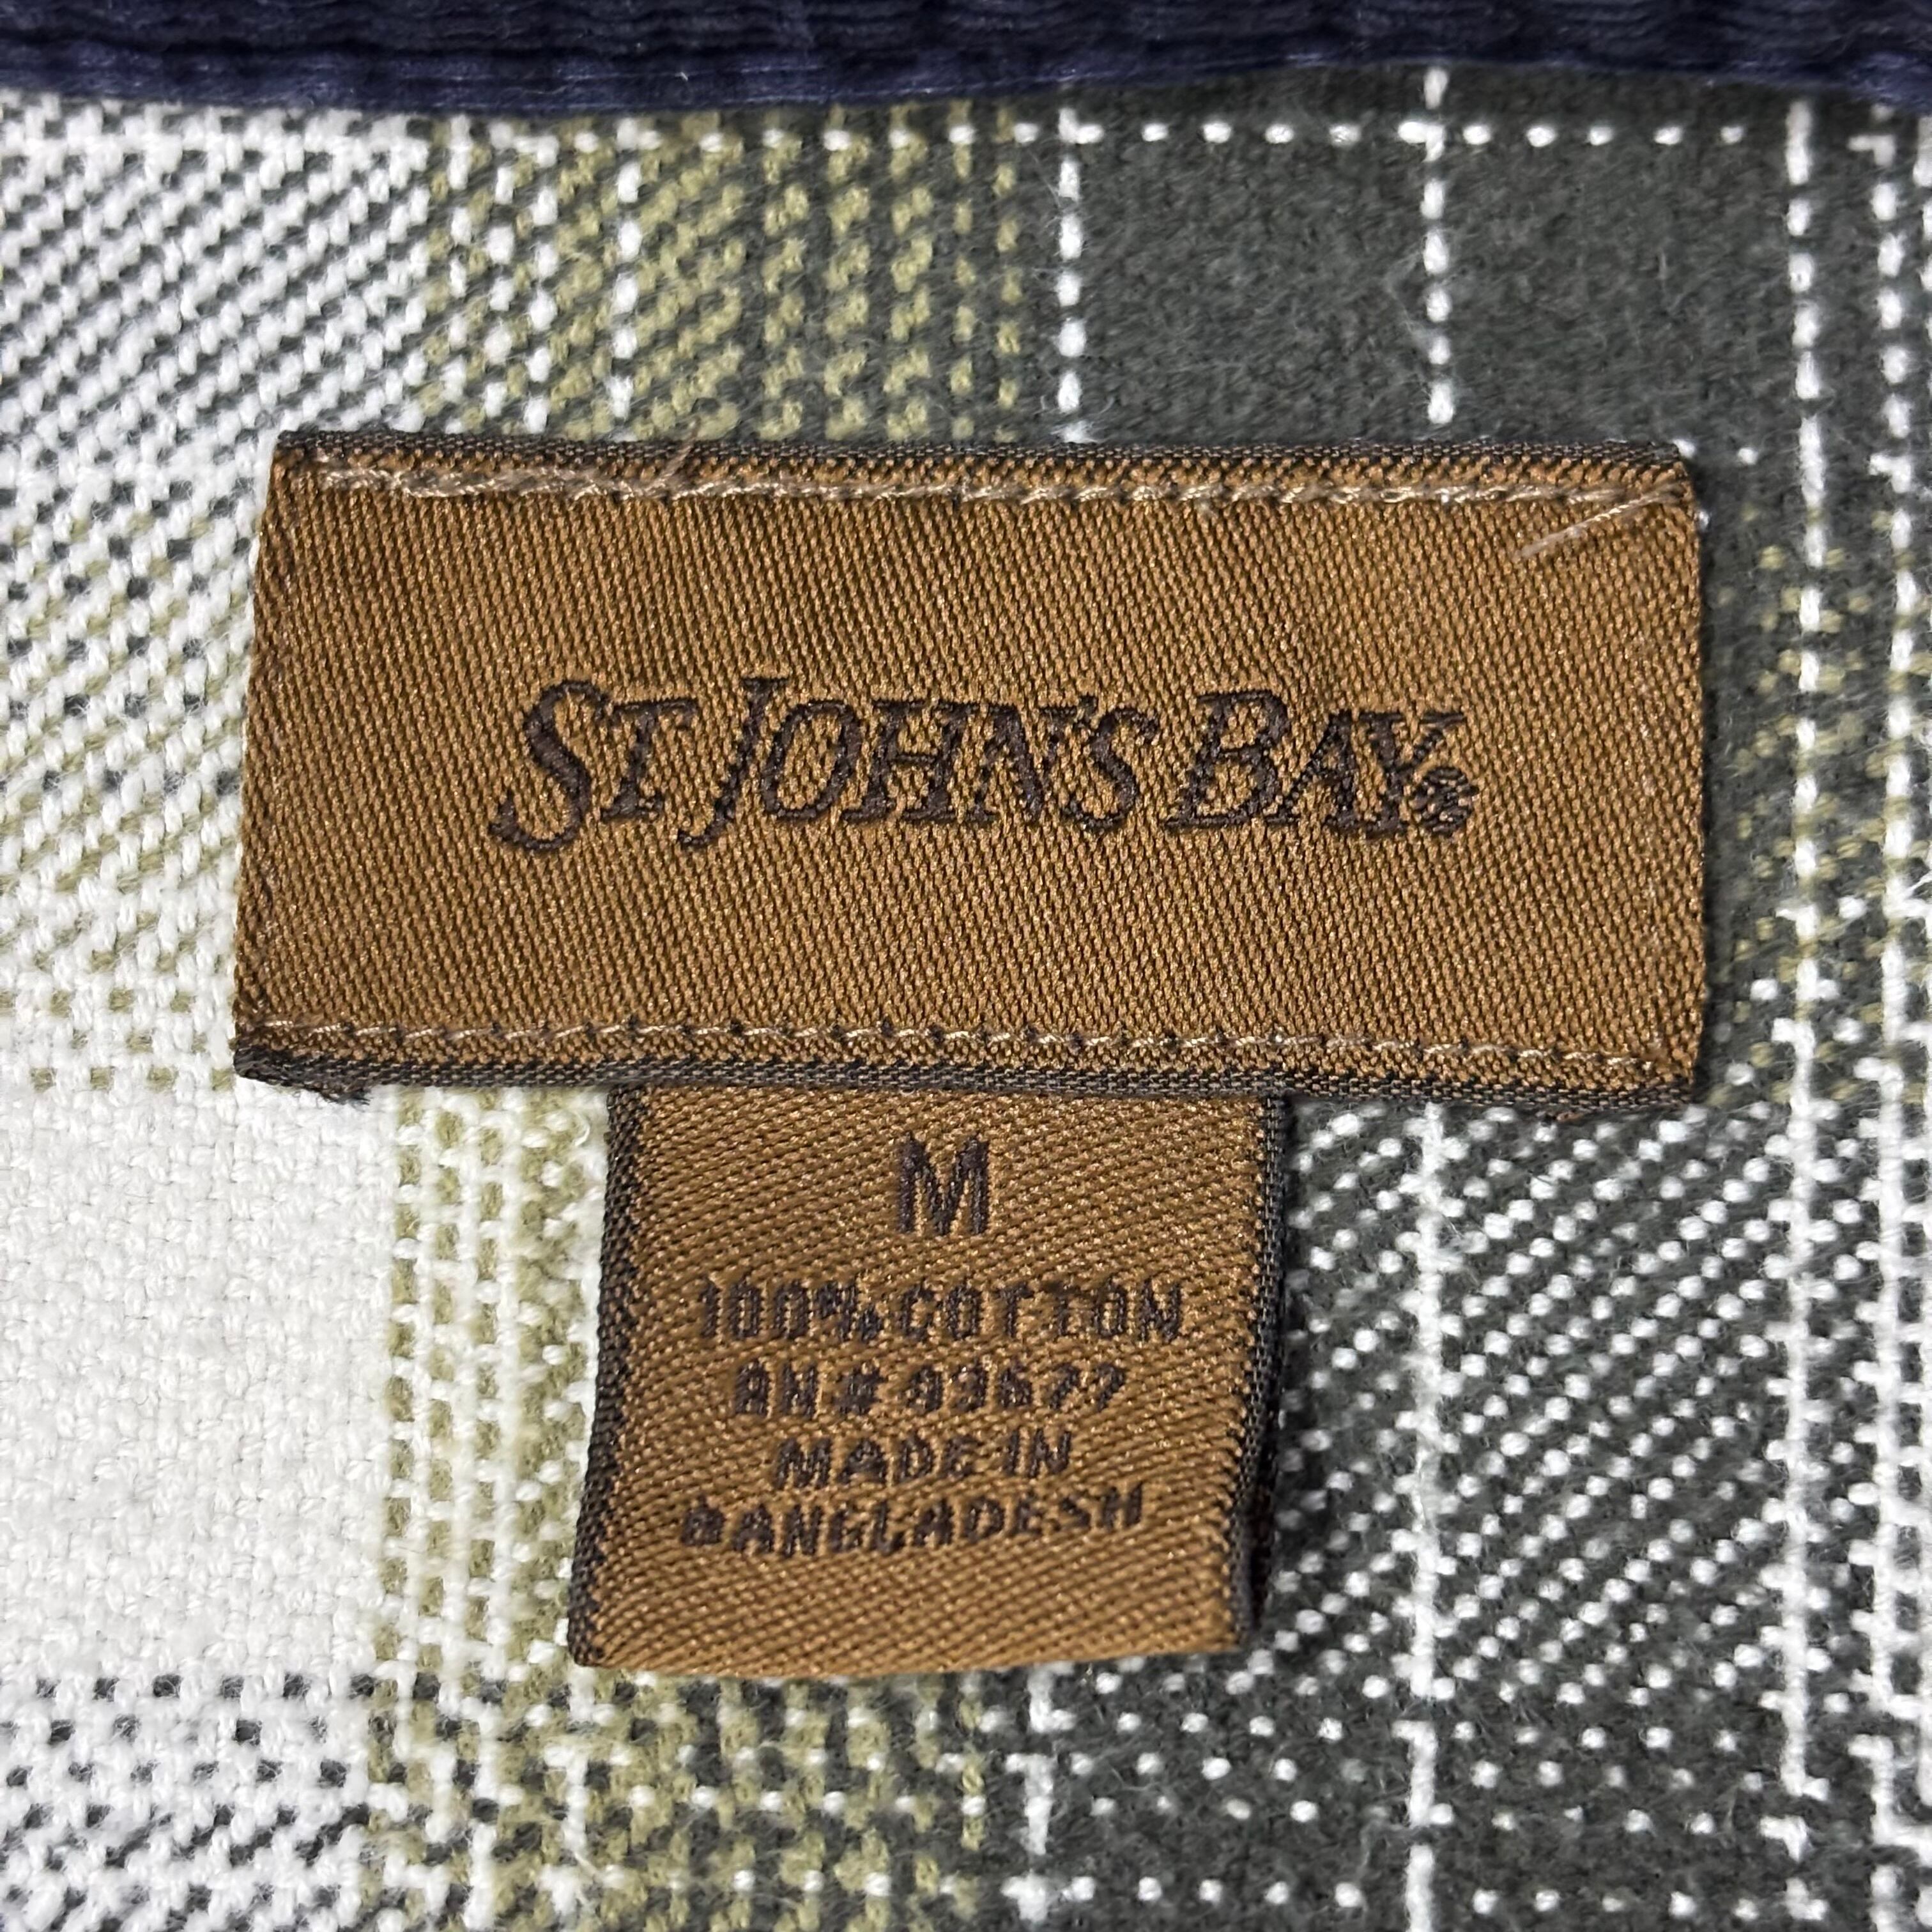 ST JOHN'S BAY®
M
100% COTTON
RN# 93677
MADE IN
BANGLADESH